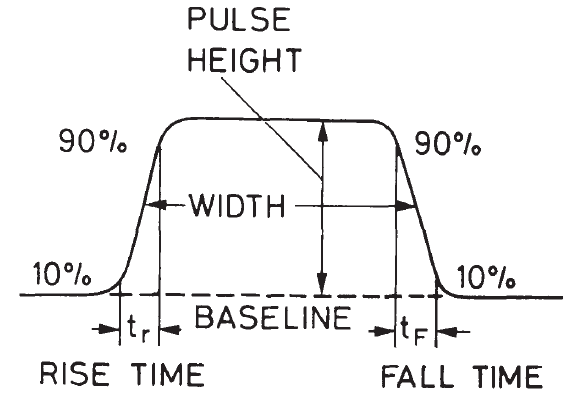 PULSE
HEIGHT
90% 90%
WIDTH
10% 10%
BASELINE
tr tF
RISE TIME FALL TIME